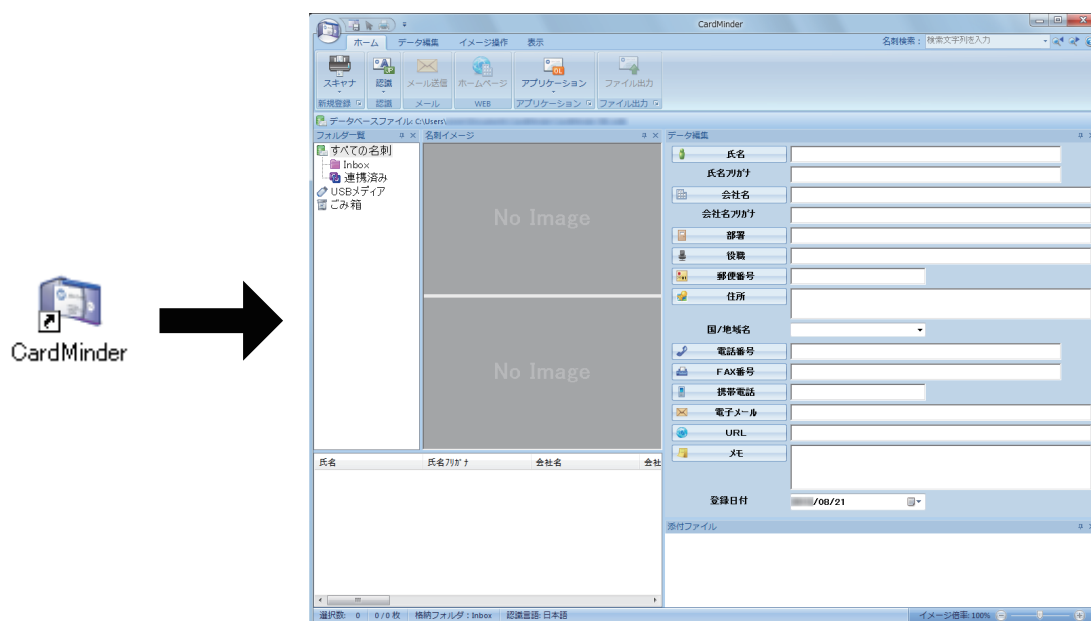 CardMinder
CardMinder
ホーム データ編集 イメージ操作 表示
名刺検索: 検索文字列を入力
スキャナ 認識 メール送信 ホームページ アプリケーション ファイル出力
新規登録 認識 メール WEB アプリケーション ファイル出力
データベースファイル: C:\Users\
フォルダ一覧
すべての名刺
Inbox
連携済み
USBメディア
ごみ箱
名刺イメージ
No Image
No Image
データ編集
氏名
氏名フリガナ
会社名
会社名フリガナ
部署
役職
郵便番号
住所
国/地域名
電話番号
FAX番号
携帯電話
電子メール
URL
メモ
登録日付 /08/21
氏名 氏名フリガナ 会社名 会社
添付ファイル
選択数: 0 0/0 枚 格納フォルダ:Inbox 認識言語:日本語 イメージ倍率:100%